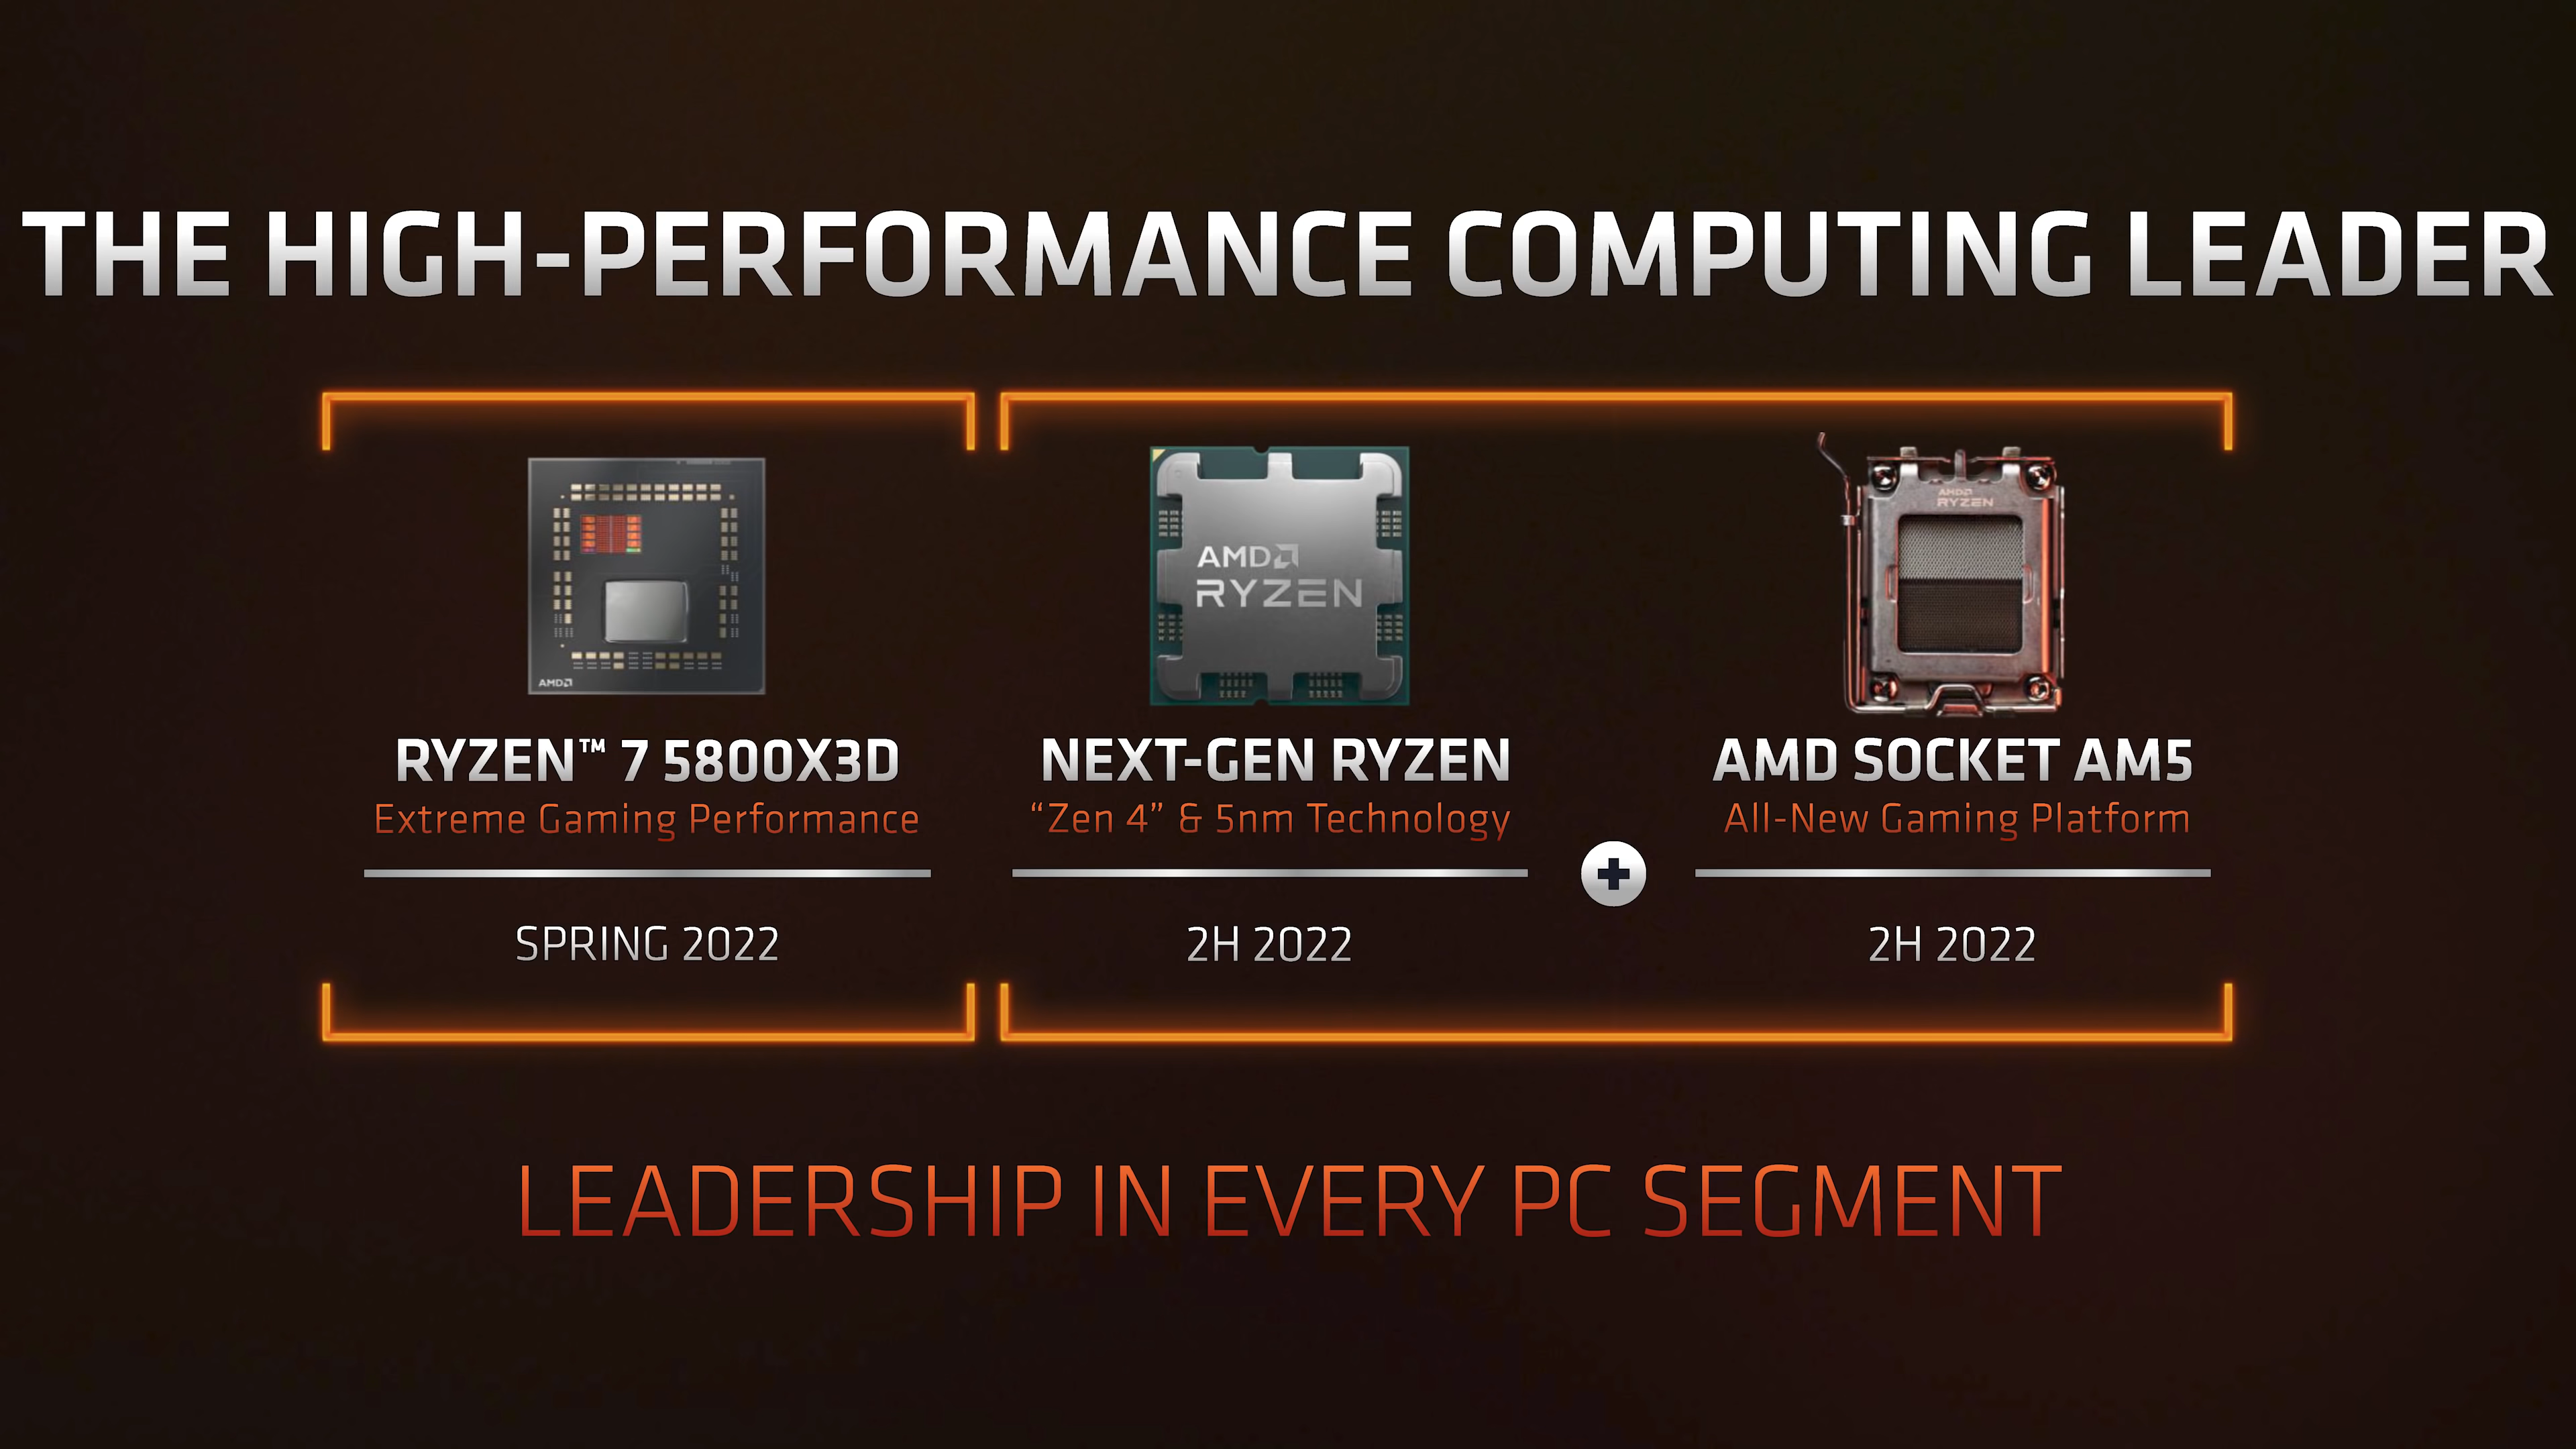 THE HIGH-PERFORMANCE COMPUTING LEADER
AMD
RYZEN™ 7 5800X3D
Extreme Gaming Performance
SPRING 2022
AMD
RYZEN
NEXT-GEN RYZEN
“Zen 4” & 5nm Technology
2H 2022
AMD
RYZEN
AMD SOCKET AM5
All-New Gaming Platform
2H 2022
LEADERSHIP IN EVERY PC SEGMENT